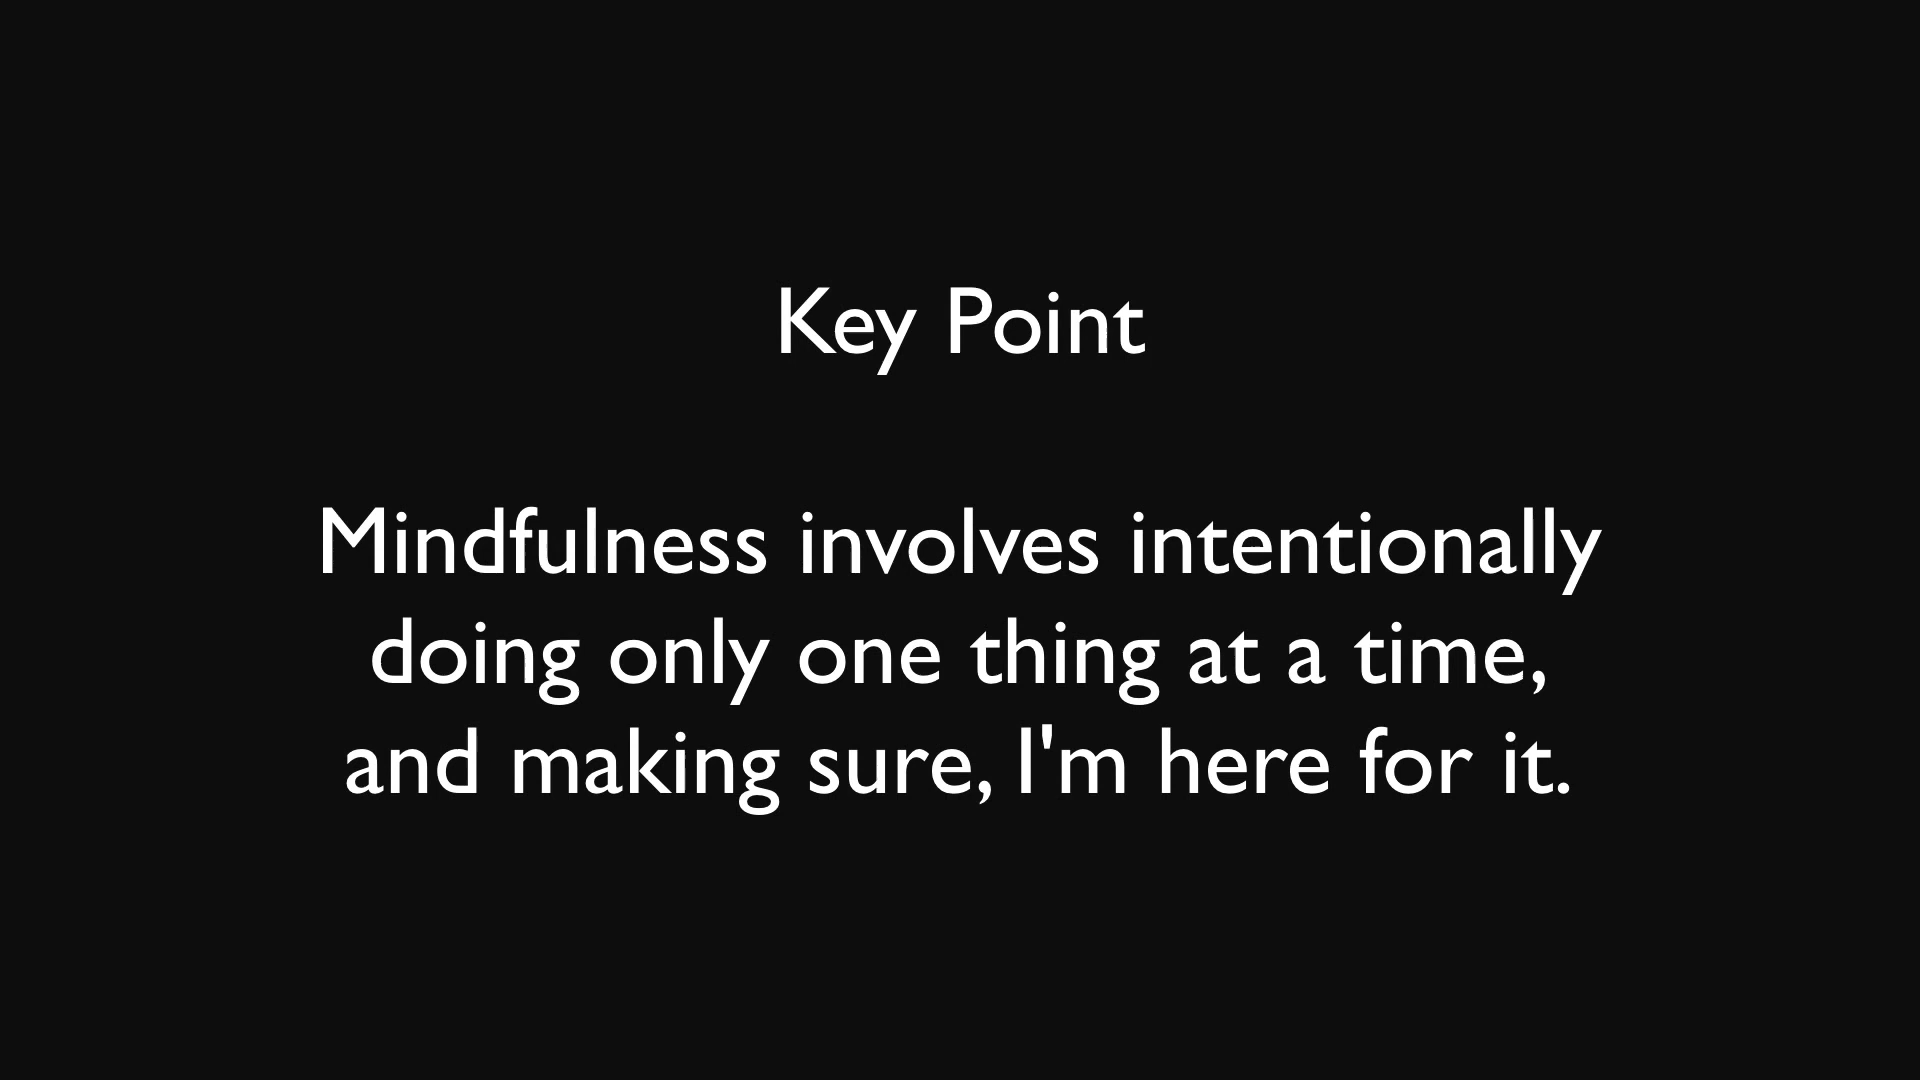 Key Point
Mindfulness involves intentionally
doing only one thing at a time,
and making sure, I'm here for it.